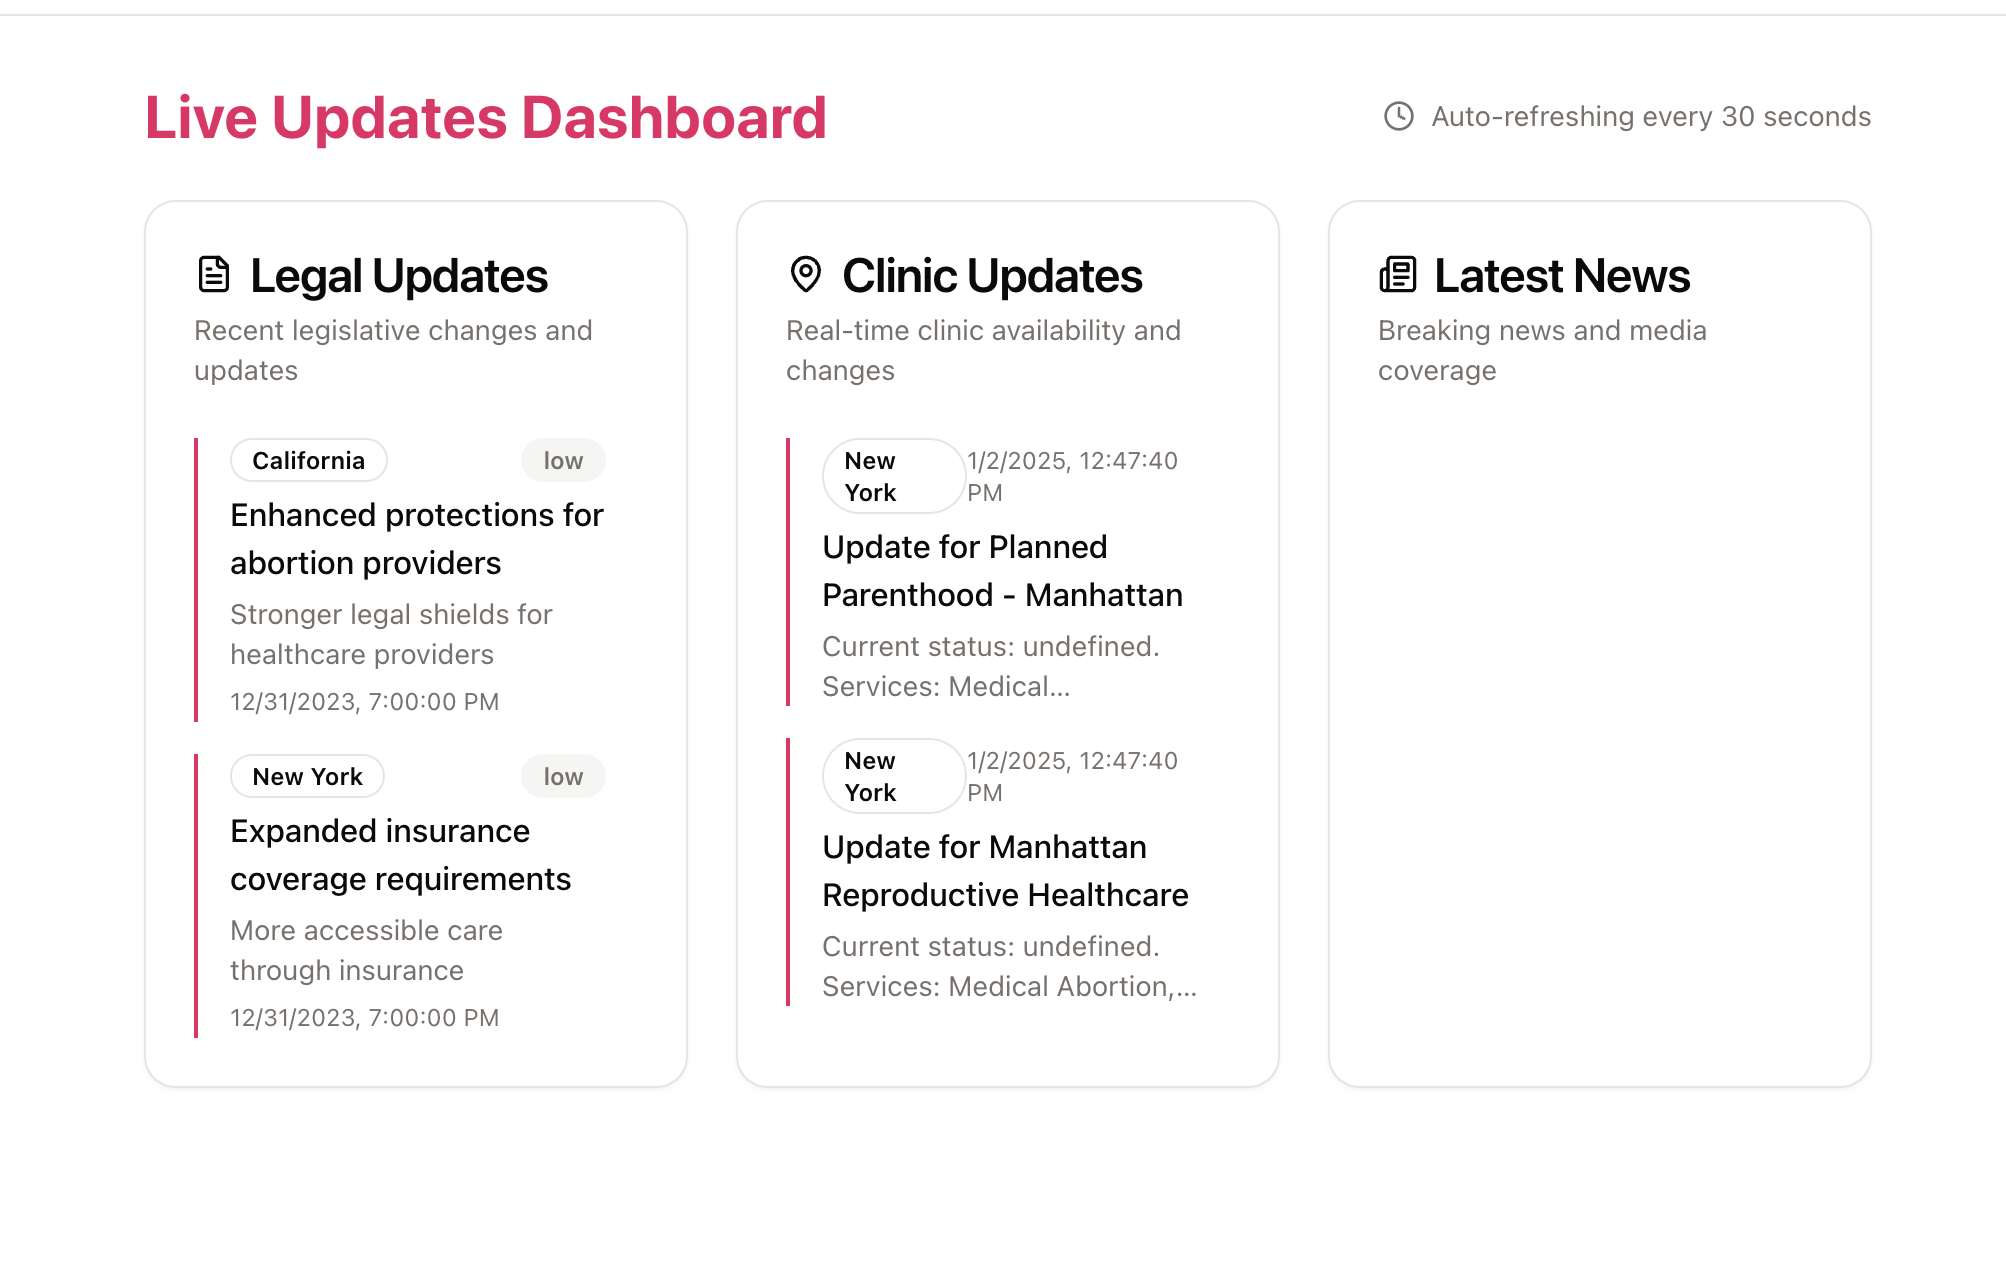 Live Updates Dashboard
Auto-refreshing every 30 seconds
Legal Updates
Recent legislative changes and
updates
California
low
Enhanced protections for
abortion providers
Stronger legal shields for
healthcare providers
12/31/2023, 7:00:00 PM
New York
low
Expanded insurance
coverage requirements
More accessible care
through insurance
12/31/2023, 7:00:00 PM
Clinic Updates
Real-time clinic availability and
changes
New
York
1/2/2025, 12:47:40
PM
Update for Planned
Parenthood - Manhattan
Current status: undefined.
Services: Medical...
New
York
1/2/2025, 12:47:40
PM
Update for Manhattan
Reproductive Healthcare
Current status: undefined.
Services: Medical Abortion,...
Latest News
Breaking news and media
coverage